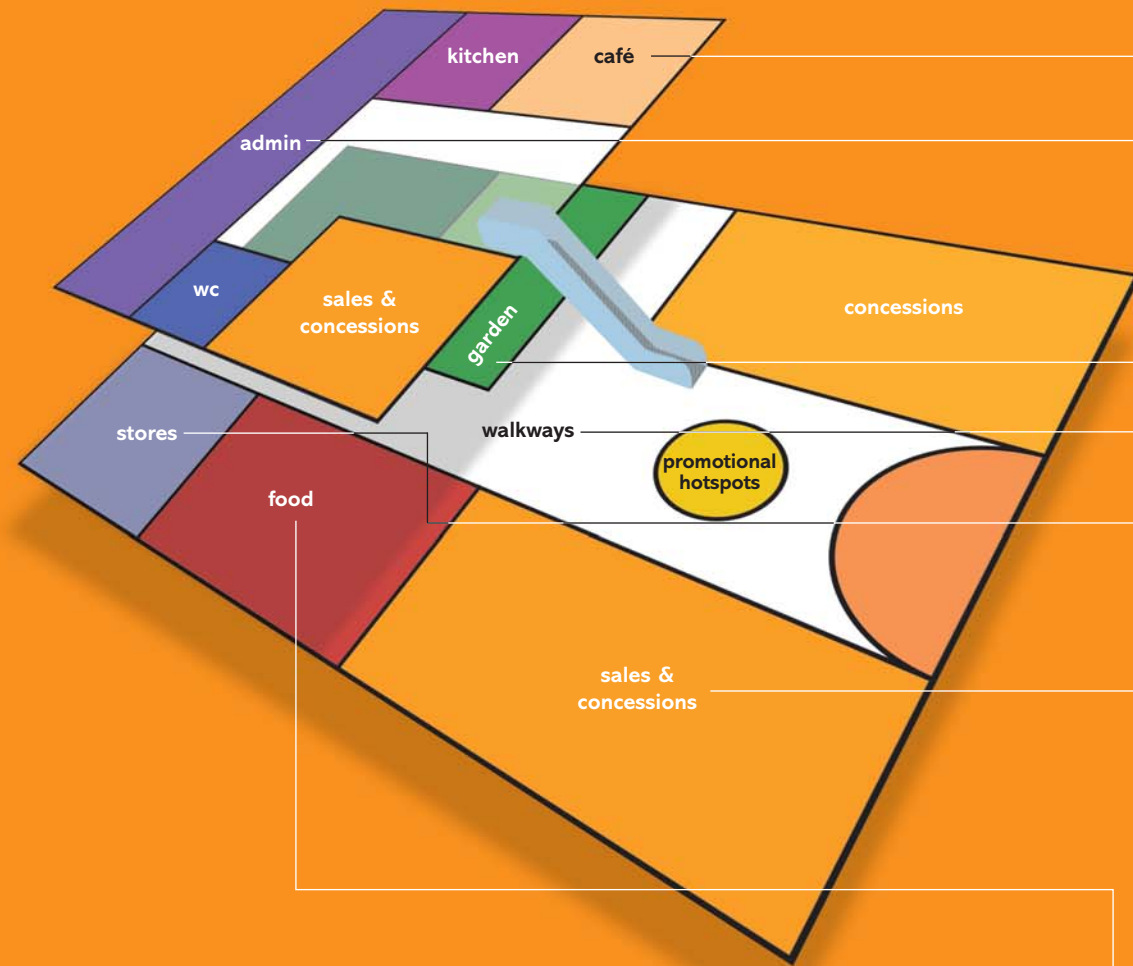 kitchen
café
admin
wc
sales &
concessions
concessions
garden
stores
walkways
promotional
hotspots
food
sales &
concessions